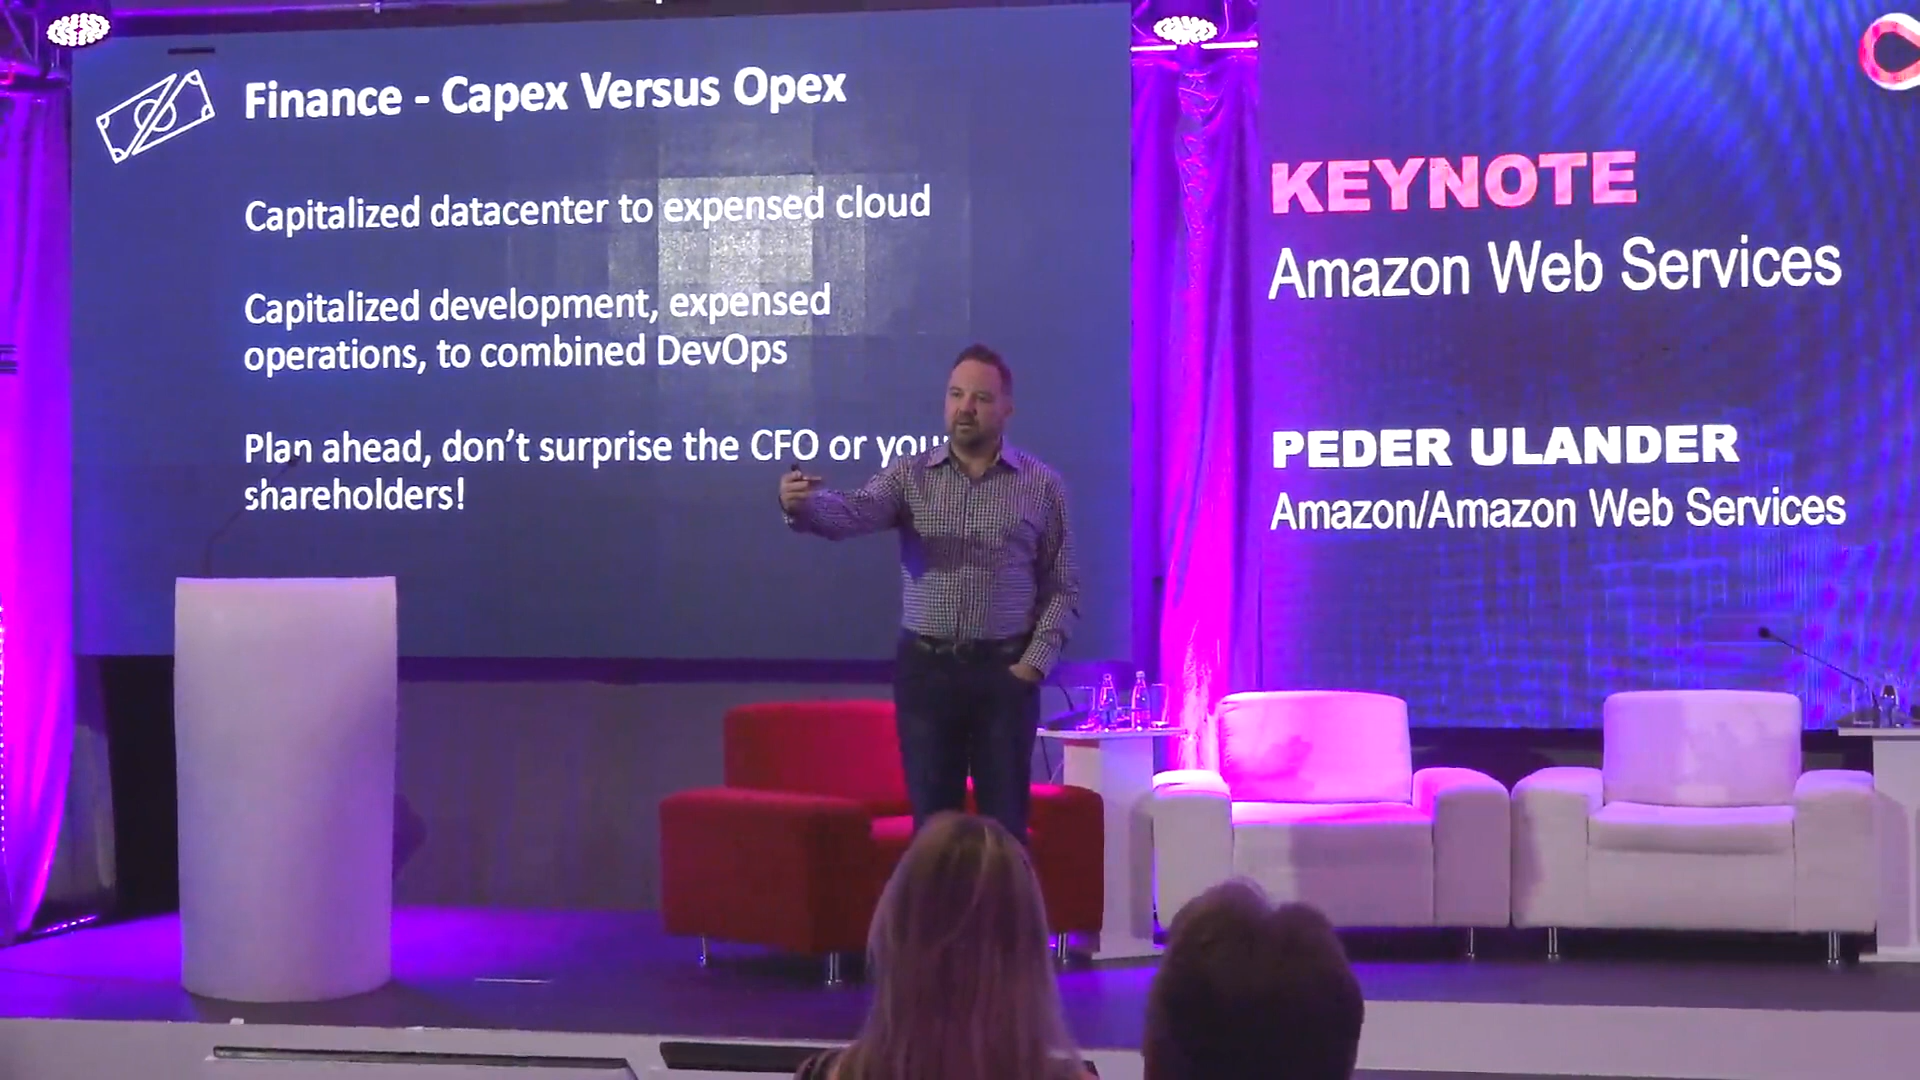 Finance - Capex Versus Opex
Capitalized datacenter to expensed cloud
Capitalized development, expensed
operations, to combined DevOps
Plan ahead, don't surprise the CFO or your
shareholders!
KEYNOTE
Amazon Web Services
PEDER ULANDER
Amazon/Amazon Web Services